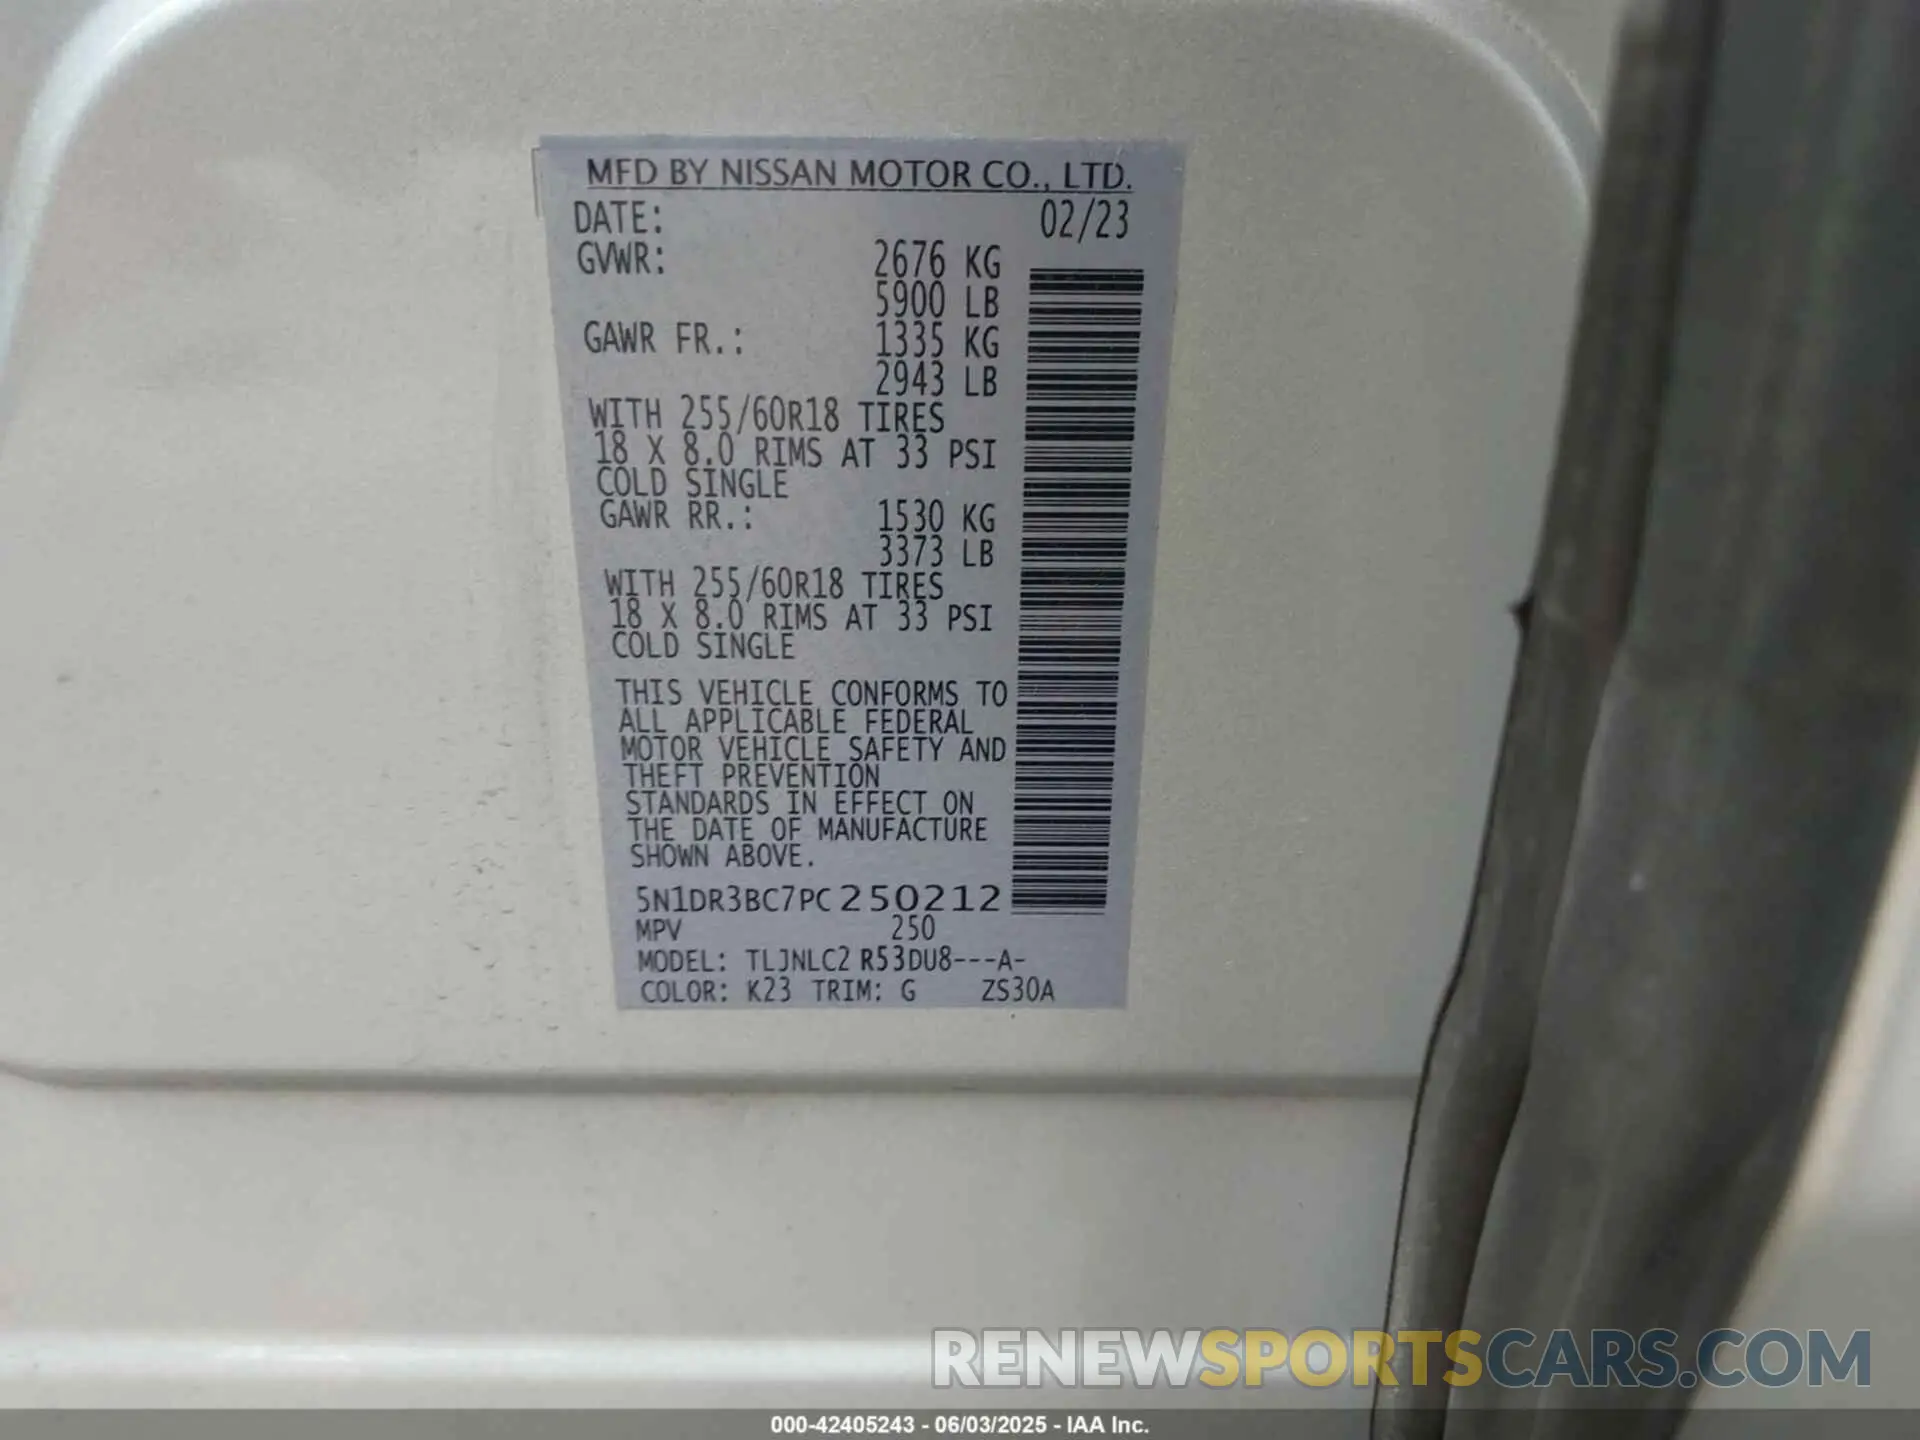 MFD BY NISSAN MOTOR CO., LTD.
DATE: 02/23
GVWR: 2676 KG
5900 LB
GAWR FR.: 1335 KG
2943 LB
WITH 255/60R18 TIRES
18 X 8.0 RIMS AT 33 PSI
COLD SINGLE
GAWR RR.: 1530 KG
3373 LB
WITH 255/60R18 TIRES
18 X 8.0 RIMS AT 33 PSI
COLD SINGLE
THIS VEHICLE CONFORMS TO
ALL APPLICABLE FEDERAL
MOTOR VEHICLE SAFETY AND
THEFT PREVENTION
STANDARDS IN EFFECT ON
THE DATE OF MANUFACTURE
SHOWN ABOVE.
5N1DR3BC7PC250212
MPV 250
MODEL: TLJNLC2 R53DU8---A-
COLOR: K23 TRIM: G ZS30A
RENEWSPORTSCARS.COM
000-42405243 - 06/03/2025 - IAA Inc.